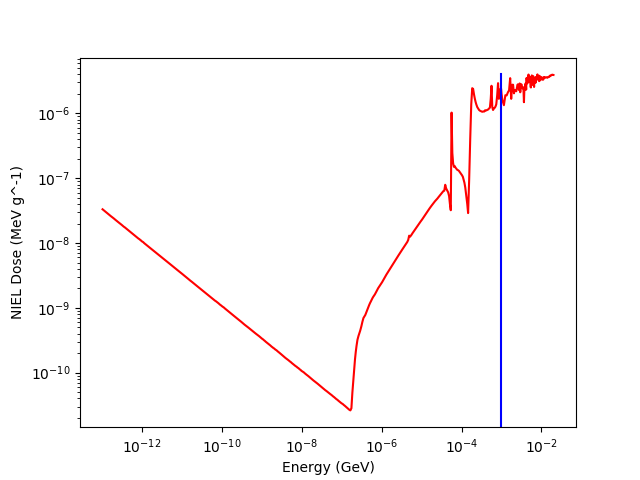 NIEL Dose (MeV g^-1)
10⁻⁶
10⁻⁷
10⁻⁸
10⁻⁹
10⁻¹⁰
10⁻¹² 10⁻¹⁰ 10⁻⁸ 10⁻⁶ 10⁻⁴ 10⁻²
Energy (GeV)